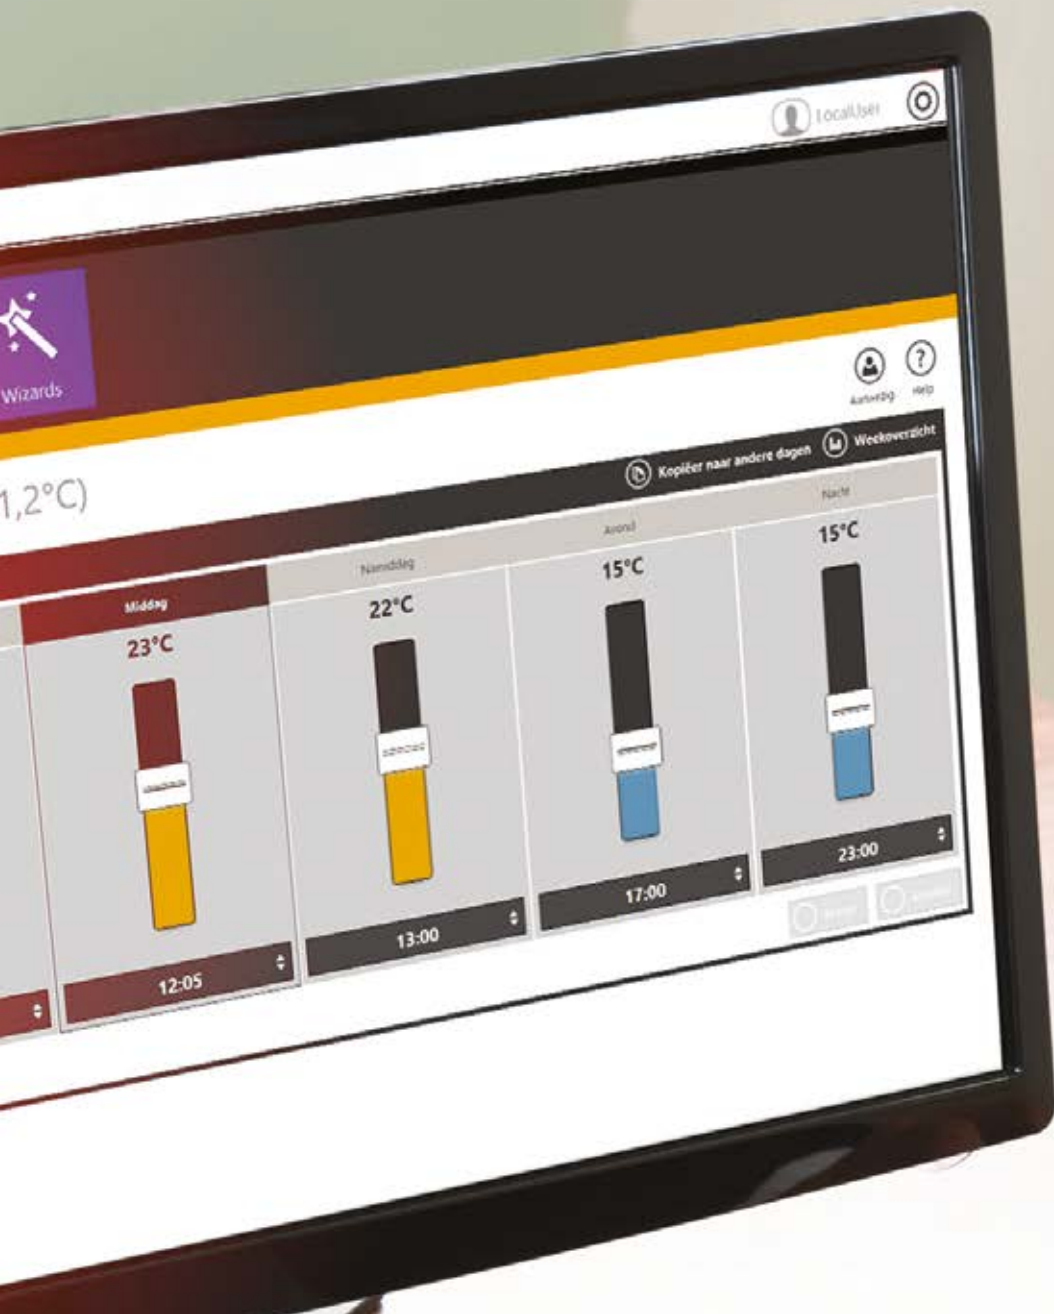 LocalUser
Wizards
Aanwezig
Help
1,2°C)
Kopiëer naar andere dagen
Weekoverzicht
Middag
Namiddag
Avond
Nacht
23°C
22°C
15°C
15°C
12:05
13:00
17:00
23:00